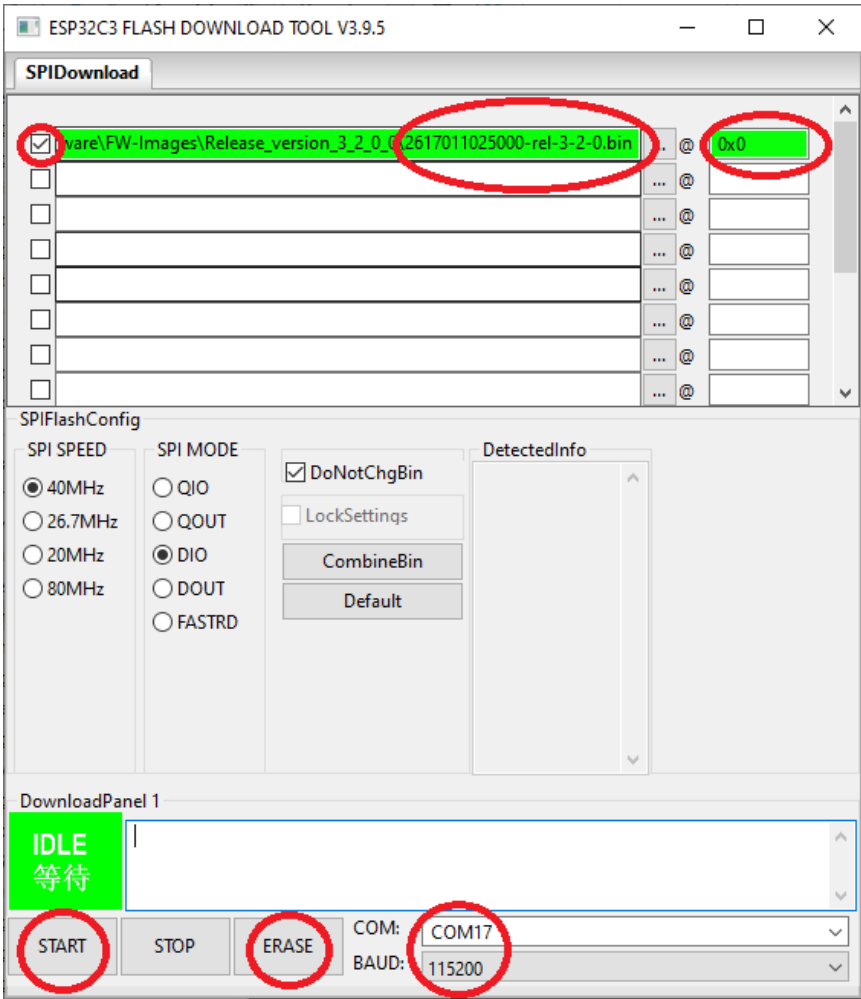 ESP32C3 FLASH DOWNLOAD TOOL V3.9.5
SPIDownload
ware\FW-Images\Release_version_3_2_0_0\2617011025000-rel-3-2-0.bin .. @ 0x0
... @
... @
... @
... @
... @
... @
... @
SPIFlashConfig
SPI SPEED
40MHz
26.7MHz
20MHz
80MHz
SPI MODE
QIO
QOUT
DIO
DOUT
FASTRD
DoNotChgBin
LockSettings
CombineBin
Default
DetectedInfo
DownloadPanel 1
IDLE
等待
START
STOP
ERASE
COM: COM17
BAUD: 115200